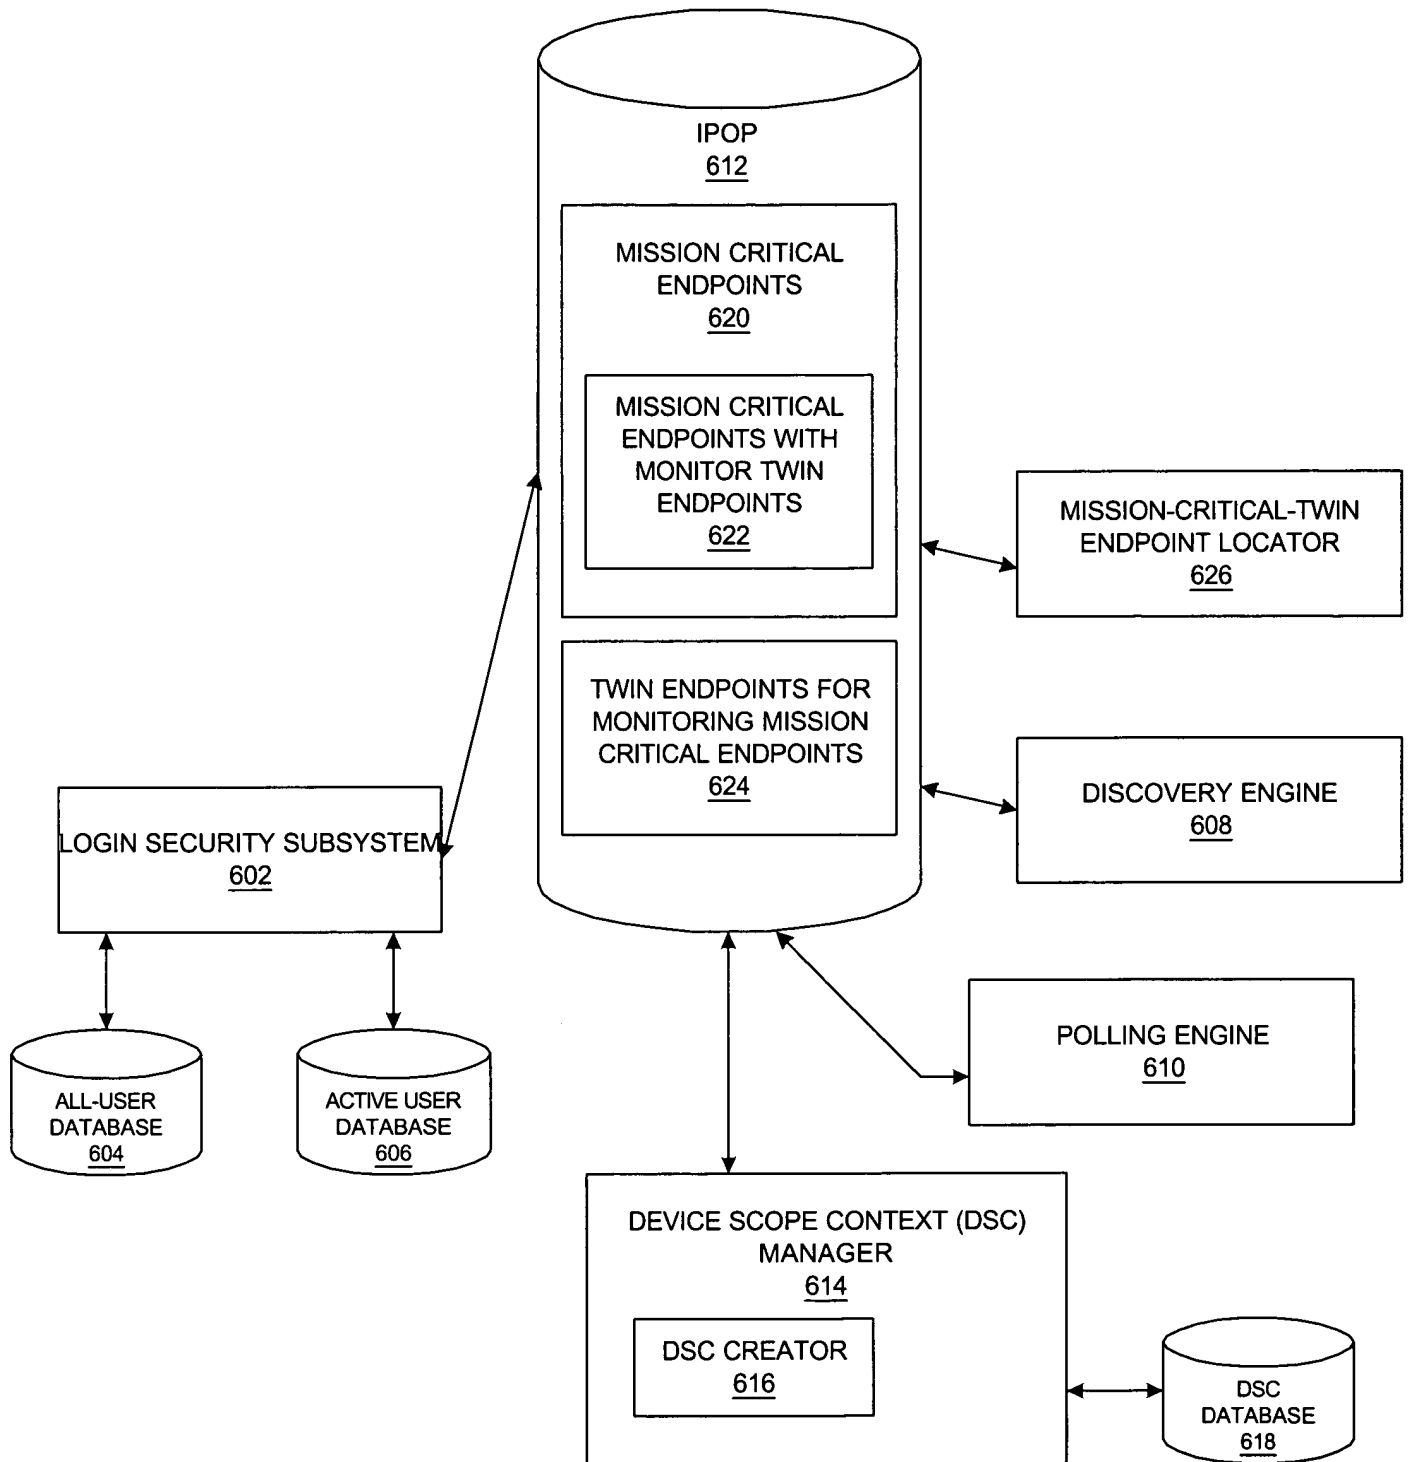 IPOP
612
MISSION CRITICAL
ENDPOINTS
620
MISSION CRITICAL
ENDPOINTS WITH
MONITOR TWIN
ENDPOINTS
622
MISSION-CRITICAL-TWIN
ENDPOINT LOCATOR
626
TWIN ENDPOINTS FOR
MONITORING MISSION
CRITICAL ENDPOINTS
624
DISCOVERY ENGINE
608
LOGIN SECURITY SUBSYSTEM
602
POLLING ENGINE
610
ALL-USER
DATABASE
604
ACTIVE USER
DATABASE
606
DEVICE SCOPE CONTEXT (DSC)
MANAGER
614
DSC CREATOR
616
DSC
DATABASE
618